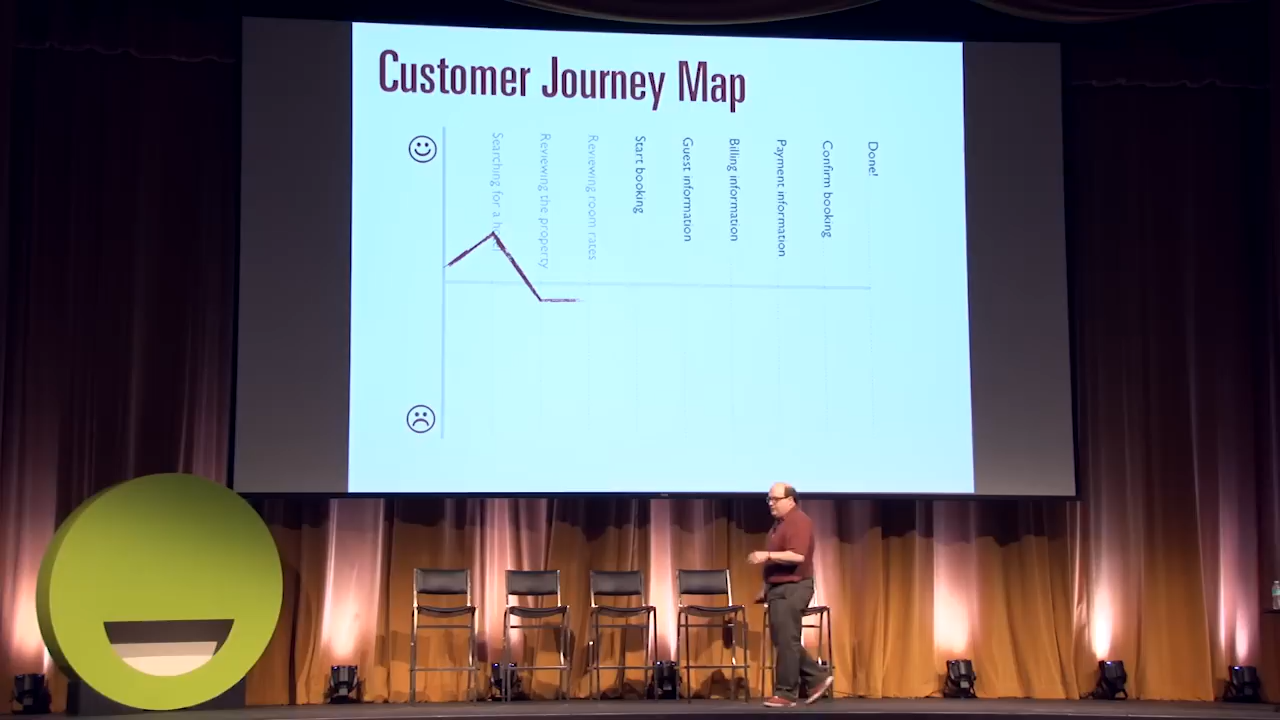 Customer Journey Map
Searching for a hotel
Reviewing the property
Reviewing room rates
Start booking
Guest information
Billing information
Payment information
Confirm booking
Done!